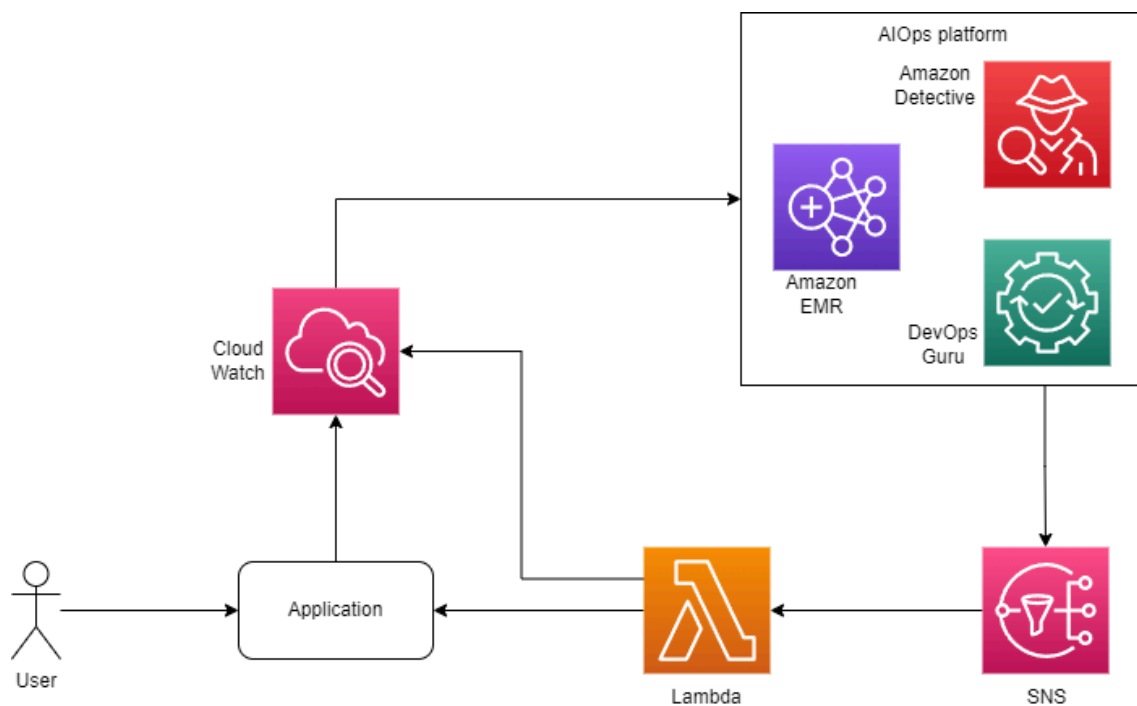 AIOps platform
Amazon
Detective
Amazon
EMR
DevOps
Guru
Cloud
Watch
Application
User
Lambda
SNS